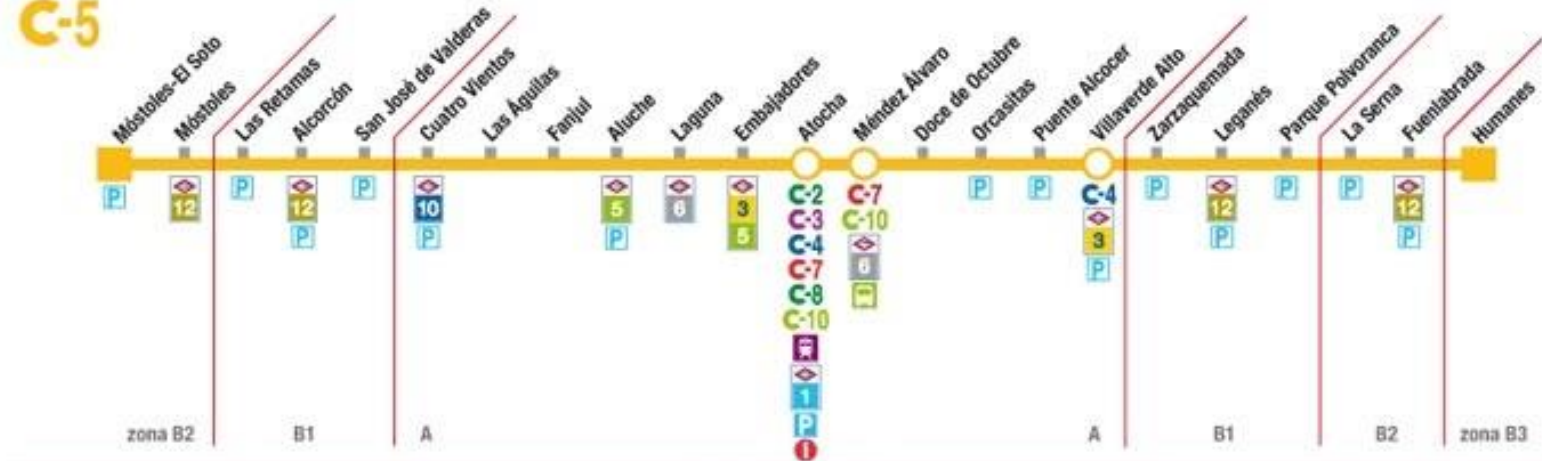 C-5
Móstoles-El Soto
Móstoles
Las Retamas
Alcorcón
San José de Valderas
Cuatro Vientos
Las Águilas
Fanjul
Aluche
Laguna
Embajadores
Atocha
Méndez Álvaro
Doce de Octubre
Orcasitas
Puente Alcocer
Villaverde Alto
Zarzaquemada
Leganés
Parque Polvoranca
La Serna
Fuenlabrada
Humanes
P
12
P
12
P
P
10
P
5
P
6
3
5
C-2
C-3
C-4
C-7
C-8
C-10
1
P
C-7
C-10
6
P
P
C-4
3
P
P
12
P
P
P
12
P
zona B2
B1
A
A
B1
B2
zona B3